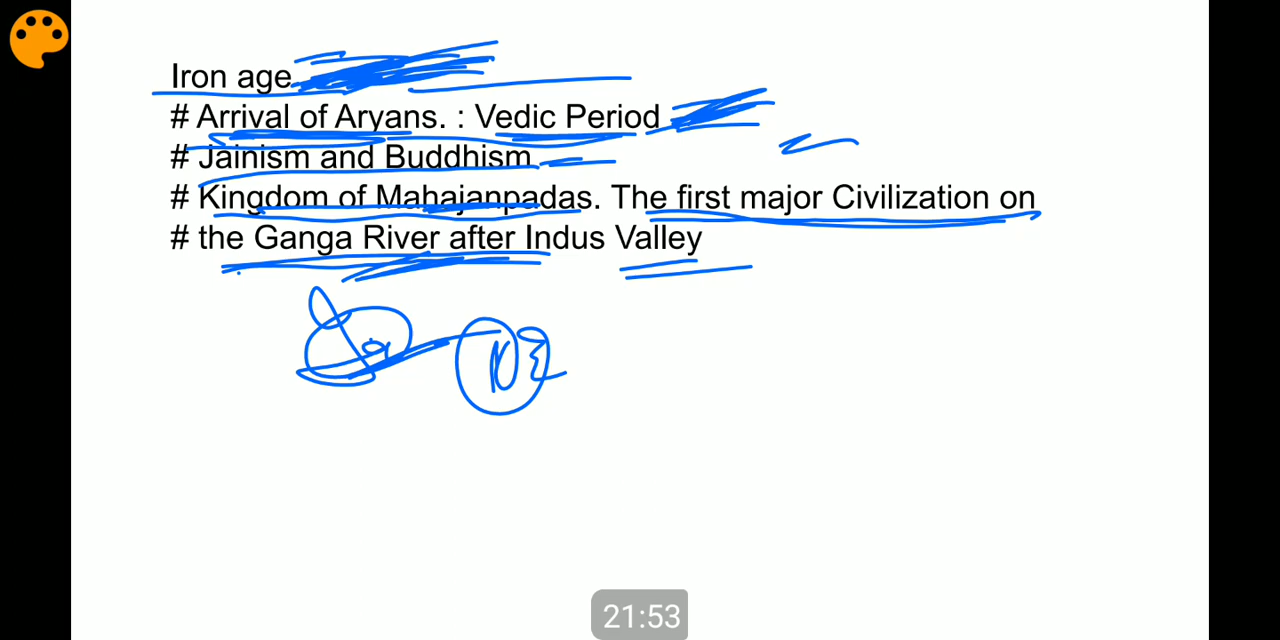 Iron age
# Arrival of Aryans. : Vedic Period
# Jainism and Buddhism
# Kingdom of Mahajanpadas. The first major Civilization on
# the Ganga River after Indus Valley
21:53